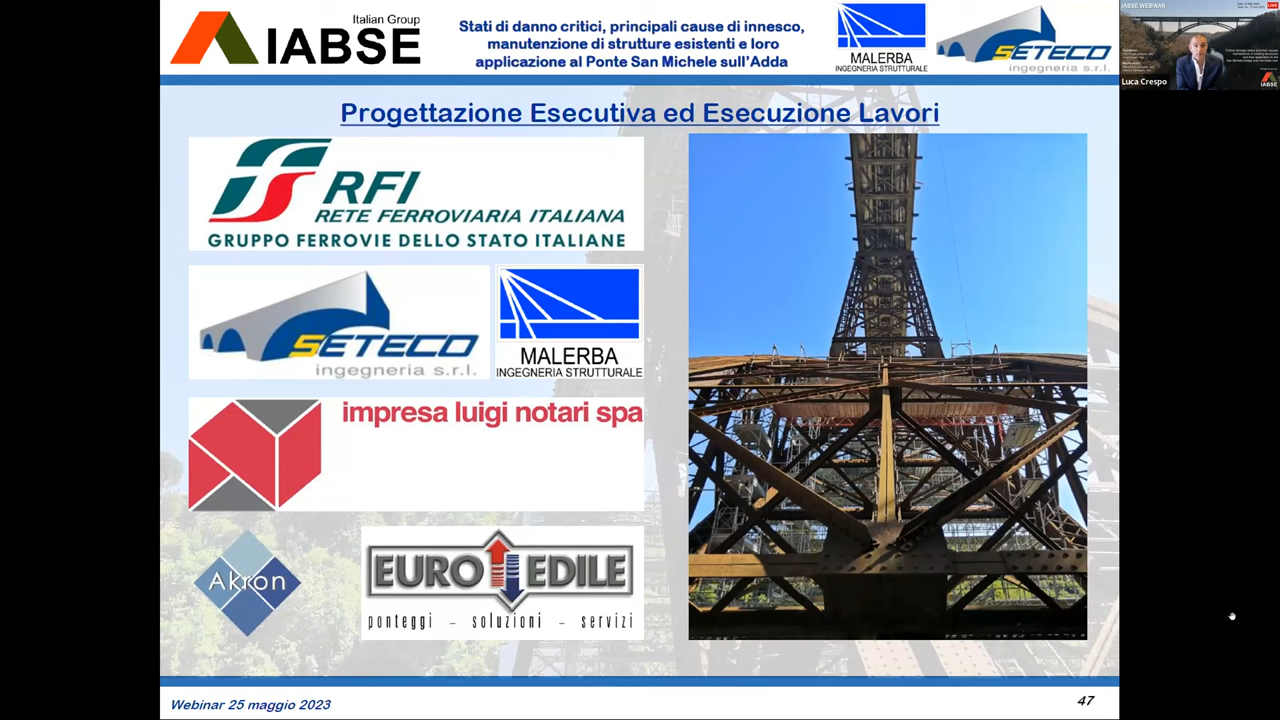 Italian Group
IABSE
Stati di danno critici, principali cause di innesco,
manutenzione di strutture esistenti e loro
applicazione al Ponte San Michele sull'Adda
MALERBA
INGEGNERIA STRUTTURALE
SETECO
ingegneria s.r.l.
IABSE WEBINAR
LIVE
Luca Crespo
IABSE
Progettazione Esecutiva ed Esecuzione Lavori
RFI
RETE FERROVIARIA ITALIANA
GRUPPO FERROVIE DELLO STATO ITALIANE
SETECO
ingegneria s.r.l.
MALERBA
INGEGNERIA STRUTTURALE
impresa luigi notari spa
Akron
EURO EDILE
ponteggi – soluzioni – servizi
Webinar 25 maggio 2023
47